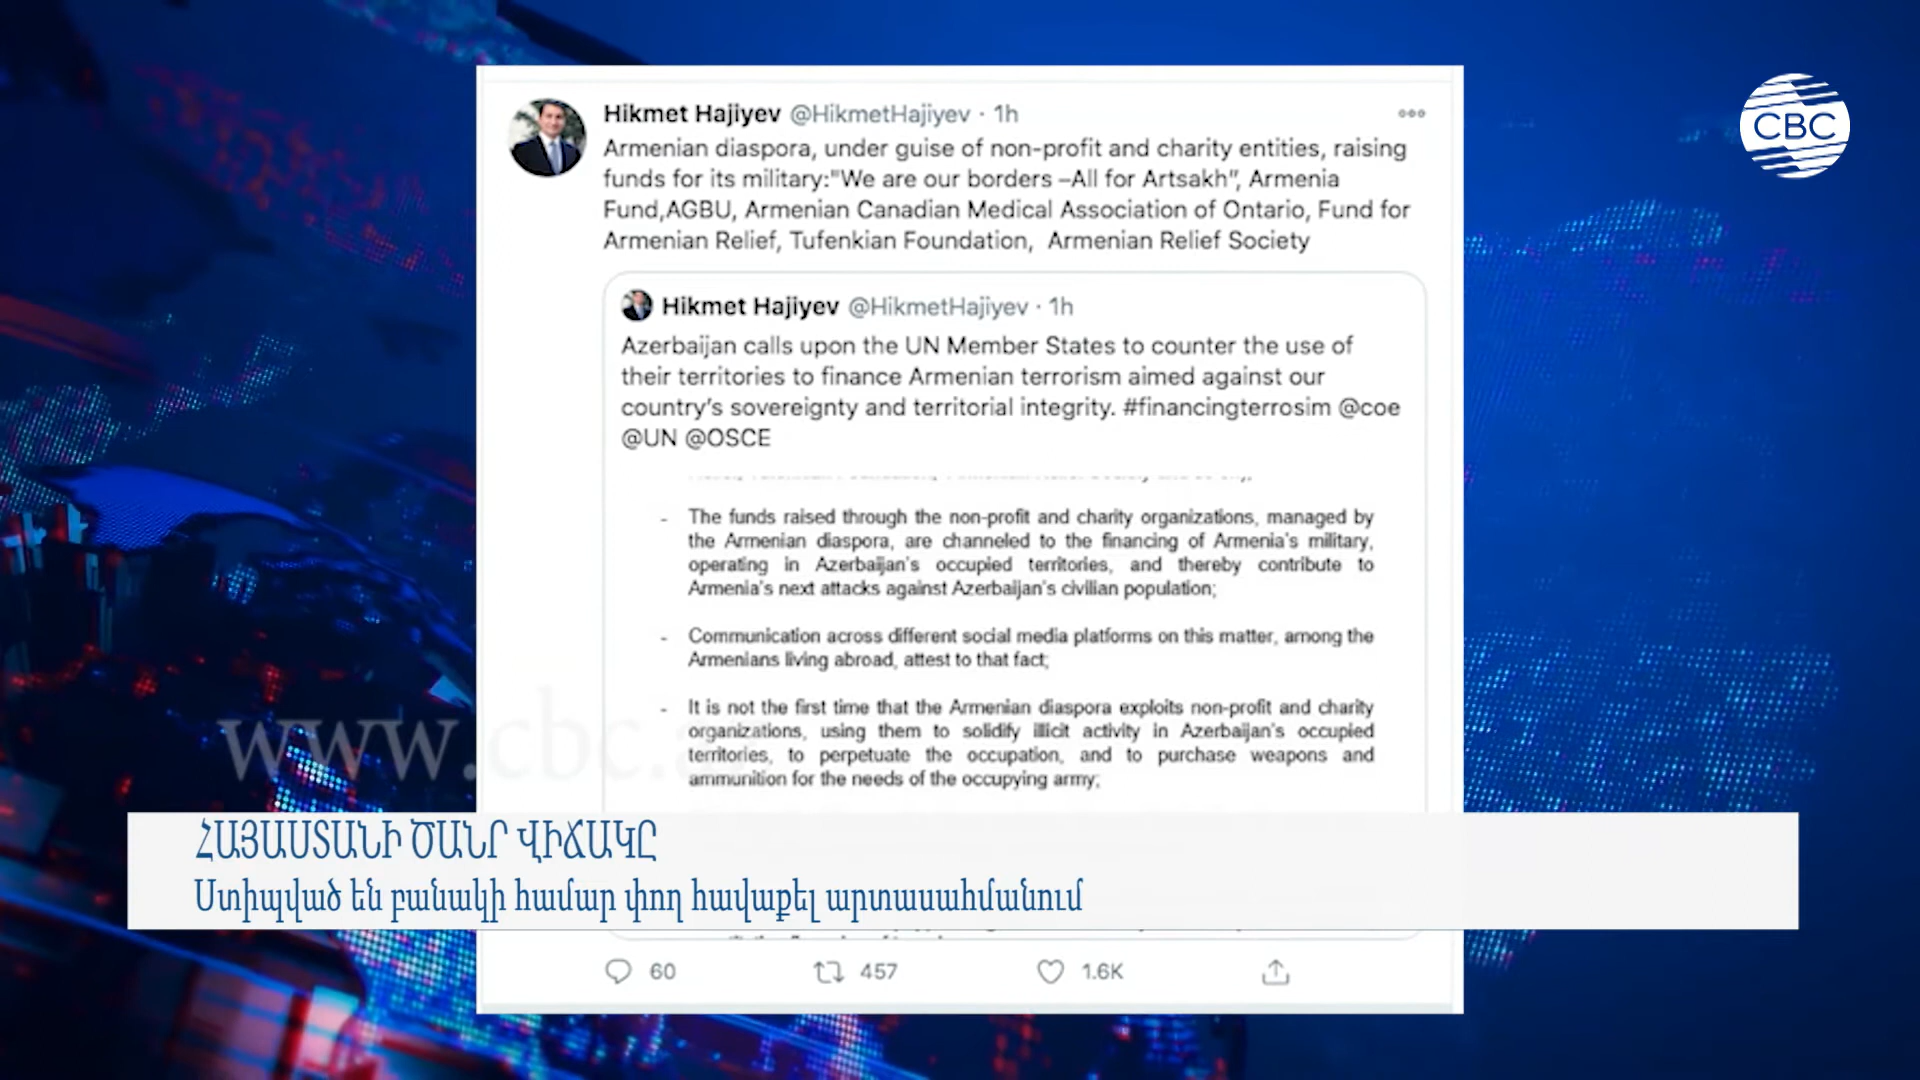 CBC
Hikmet Hajiyev @HikmetHajiyev · 1h
Armenian diaspora, under guise of non-profit and charity entities, raising
funds for its military:"We are our borders –All for Artsakh”, Armenia
Fund,AGBU, Armenian Canadian Medical Association of Ontario, Fund for
Armenian Relief, Tufenkian Foundation, Armenian Relief Society
Hikmet Hajiyev @HikmetHajiyev · 1h
Azerbaijan calls upon the UN Member States to counter the use of
their territories to finance Armenian terrorism aimed against our
country’s sovereignty and territorial integrity. #financingterrosim @coe
@UN @OSCE
- The funds raised through the non-profit and charity organizations, managed by
the Armenian diaspora, are channeled to the financing of Armenia’s military,
operating in Azerbaijan’s occupied territories, and thereby contribute to
Armenia’s next attacks against Azerbaijan’s civilian population;
- Communication across different social media platforms on this matter, among the
Armenians living abroad, attest to that fact;
- It is not the first time that the Armenian diaspora exploits non-profit and charity
organizations, using them to solidify illicit activity in Azerbaijan’s occupied
territories, to perpetuate the occupation, and to purchase weapons and
ammunition for the needs of the occupying army;
www.cbc.a
ՀԱՅԱՍՏԱՆԻ ԾԱՆՐ ՎԻՃԱԿԸ
Ստիպված են բանակի համար փող հավաքել արտասահմանում
60 457 1.6K